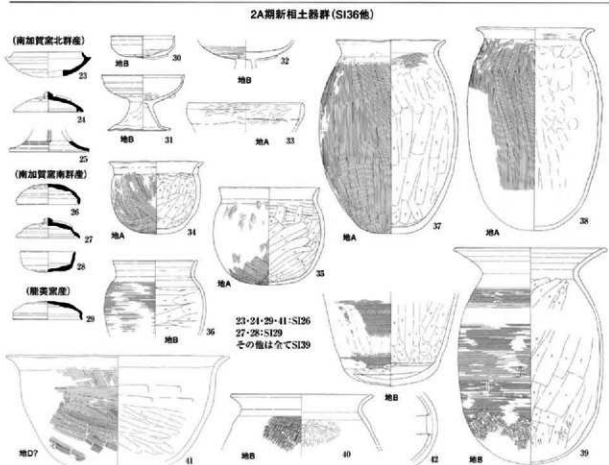 2A期新相土器群(SI36他)
(南加賀窯北群産)
23
24
25
(南加賀窯南群産)
26
27
28
(能美窯産)
29
地B
30
地B
31
地B
32
地A
33
地A
34
地A
35
地B
36
地A
37
地A
38
23・24・29・41:SI26
27・28:SI29
その他は全てSI39
地B
地D?
41
地B
40
42
地B
39